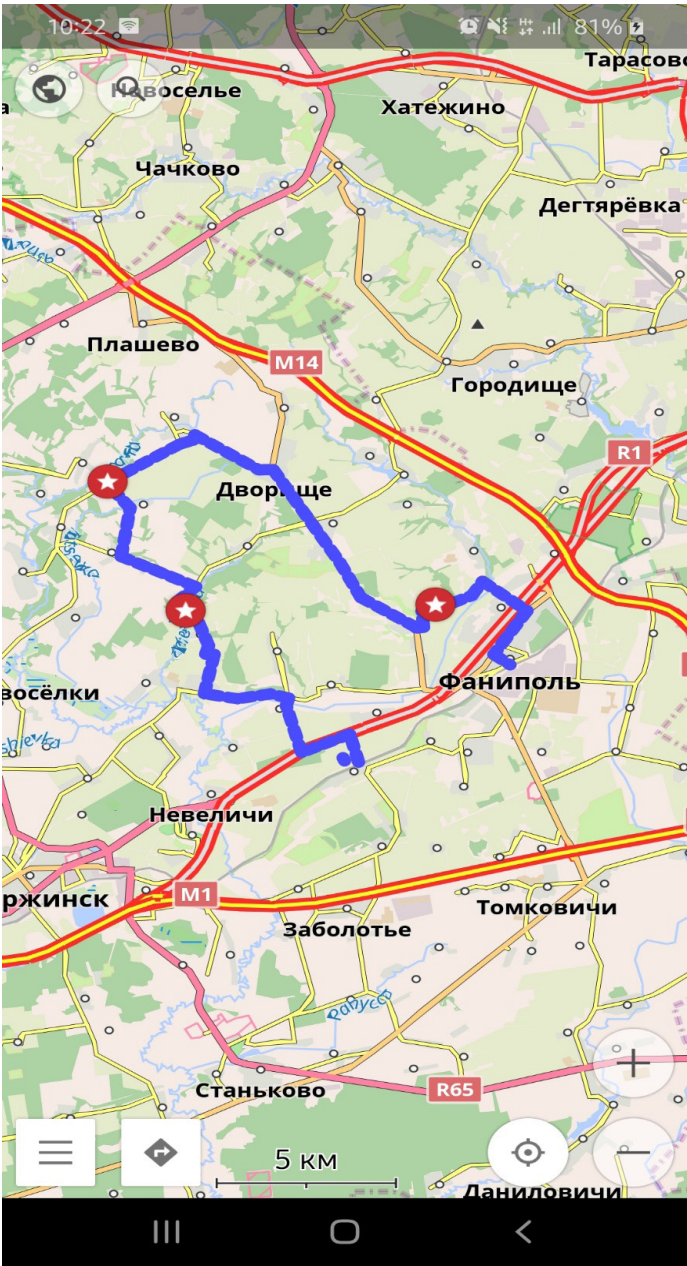 10:22
81%
Тарасово
Новоселье
Хатежино
Чачково
Дегтярёвка
Плашево
M14
Городище
R1
Дворище
Фаниполь
восёлки
Невеличи
M1
ржинск
Томковичи
Заболотье
Рапусса
Станьково
R65
5 км
Даниловичи